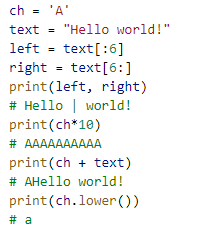 ch = 'A'
text = "Hello world!"
left = text[:6]
right = text[6:]
print(left, right)
# Hello | world!
print(ch*10)
# AAAAAAAAAA
print(ch + text)
# AHello world!
print(ch.lower())
# a